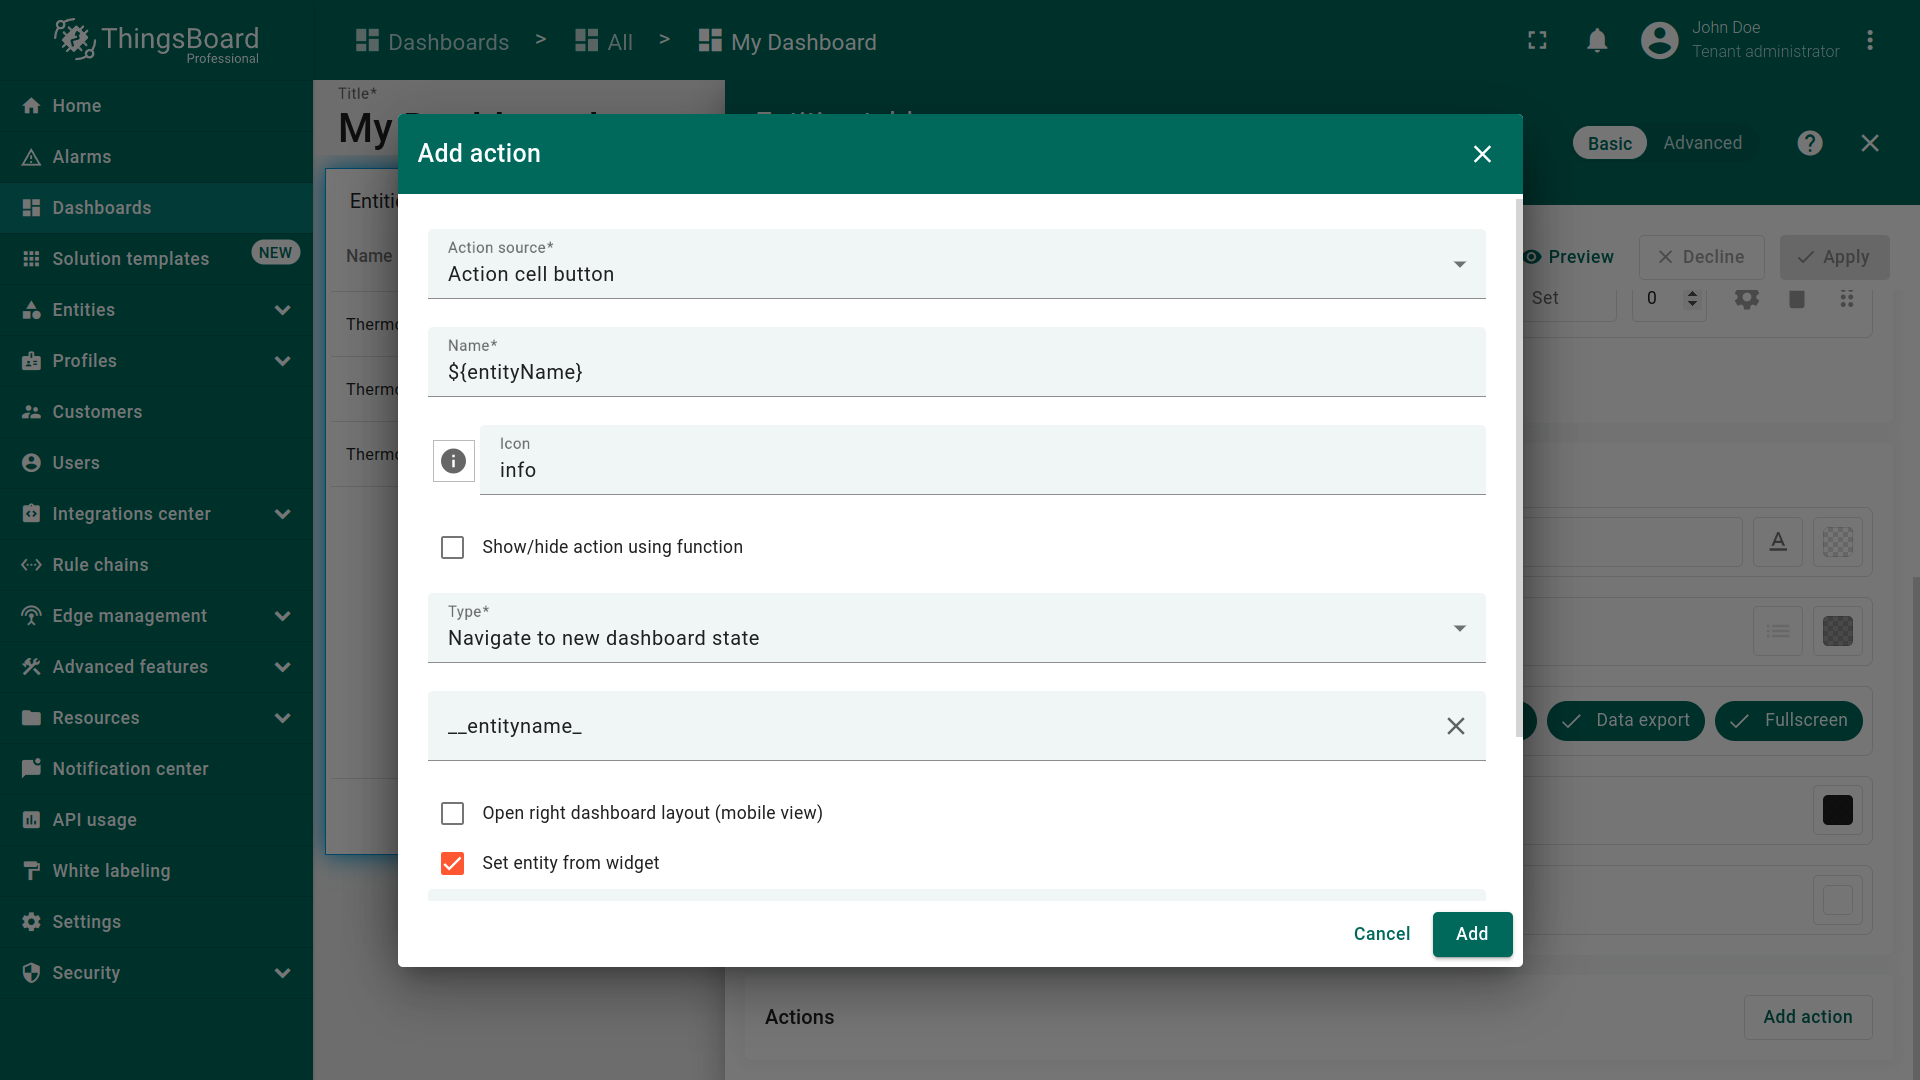 ThingsBoard
Professional
Dashboards > All > My Dashboard
John Doe
Tenant administrator
Home
Alarms
Dashboards
Solution templates NEW
Entities
Profiles
Customers
Users
Integrations center
Rule chains
Edge management
Advanced features
Resources
Notification center
API usage
White labeling
Settings
Security
Title*
My
Name
Basic Advanced
Preview Decline Apply
Set 0
Data export Fullscreen
Actions
Add action
Add action
Action source*
Action cell button
Name*
${entityName}
Icon
info
Show/hide action using function
Type*
Navigate to new dashboard state
__entityname_
Open right dashboard layout (mobile view)
Set entity from widget
Cancel Add